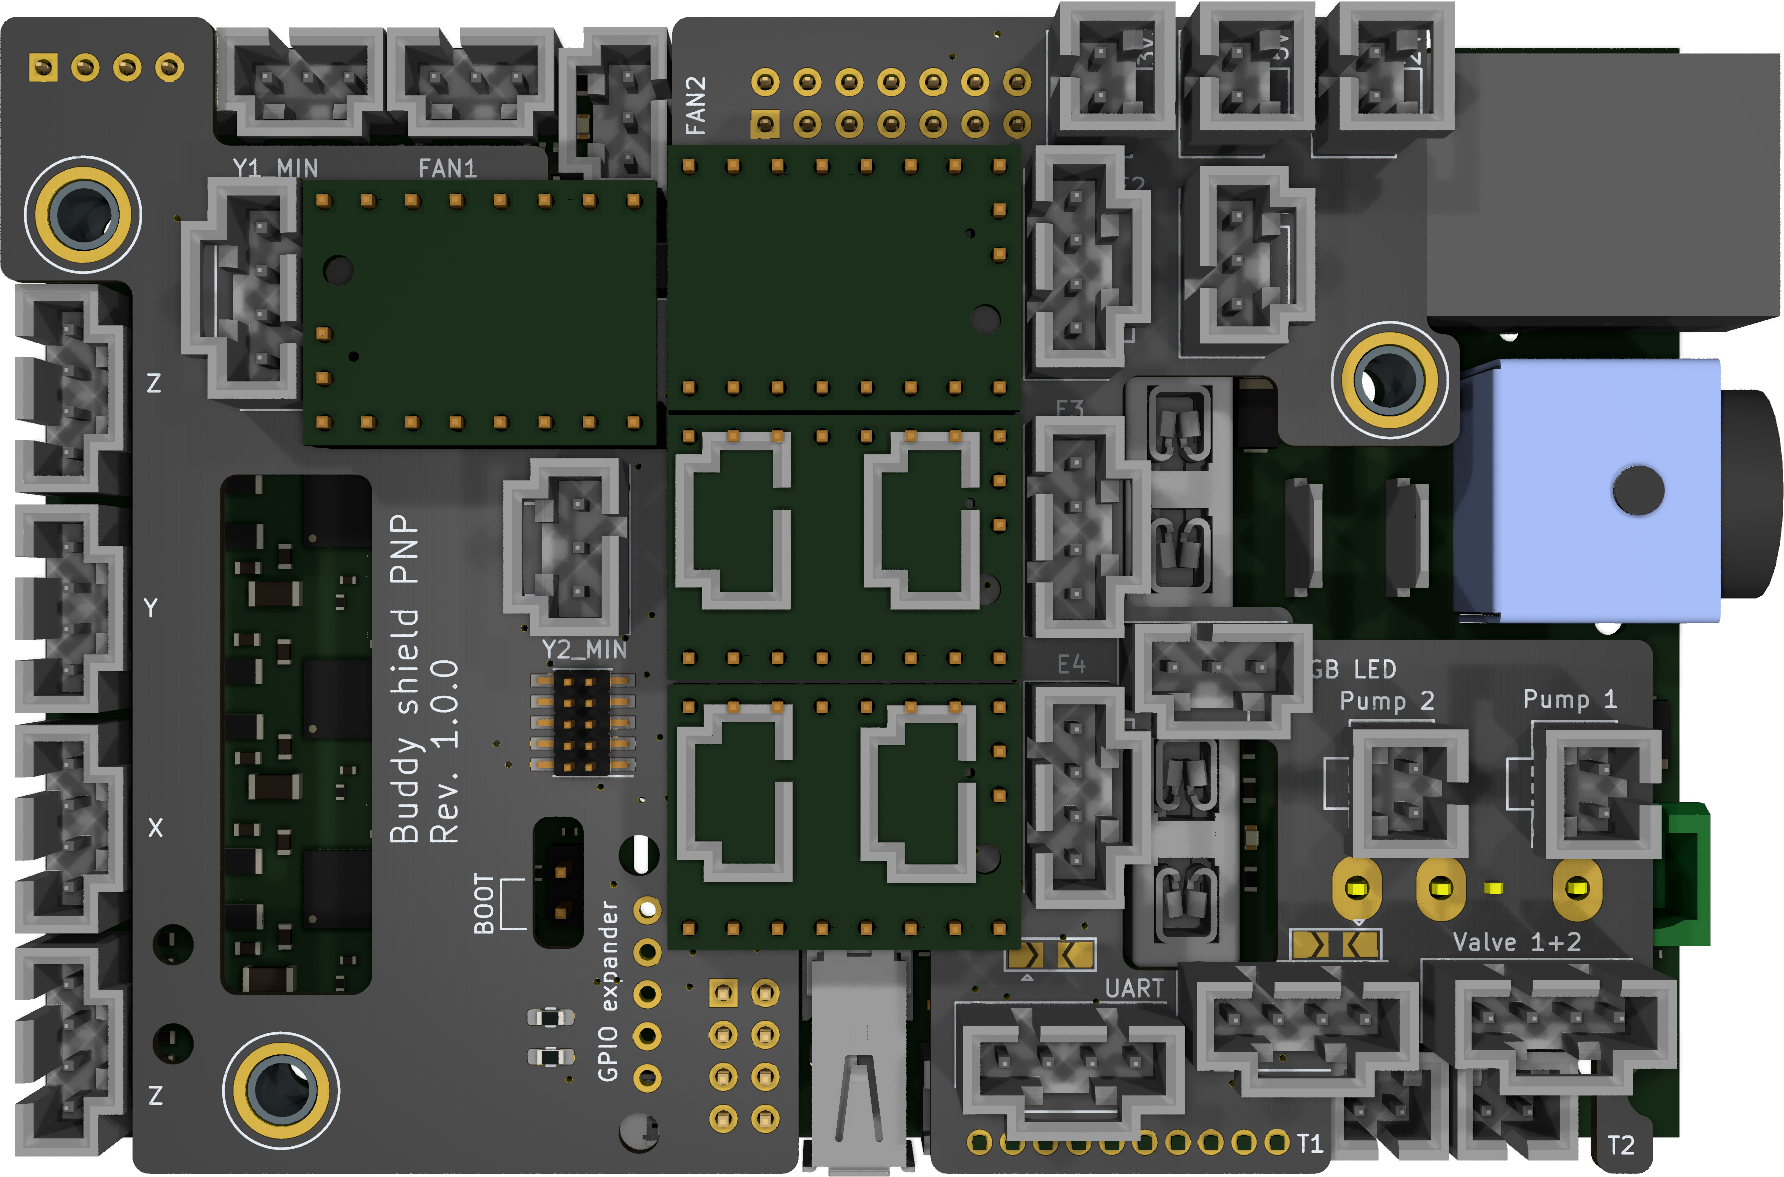 FAN2
Y1_MIN
FAN1
Z
E3
Y
Buddy shield PNP
Rev. 1.0.0
Y2_MIN
E4
GB LED
Pump 2
Pump 1
X
BOOT
GPIO expander
Valve 1+2
UART
Z
T1
T2